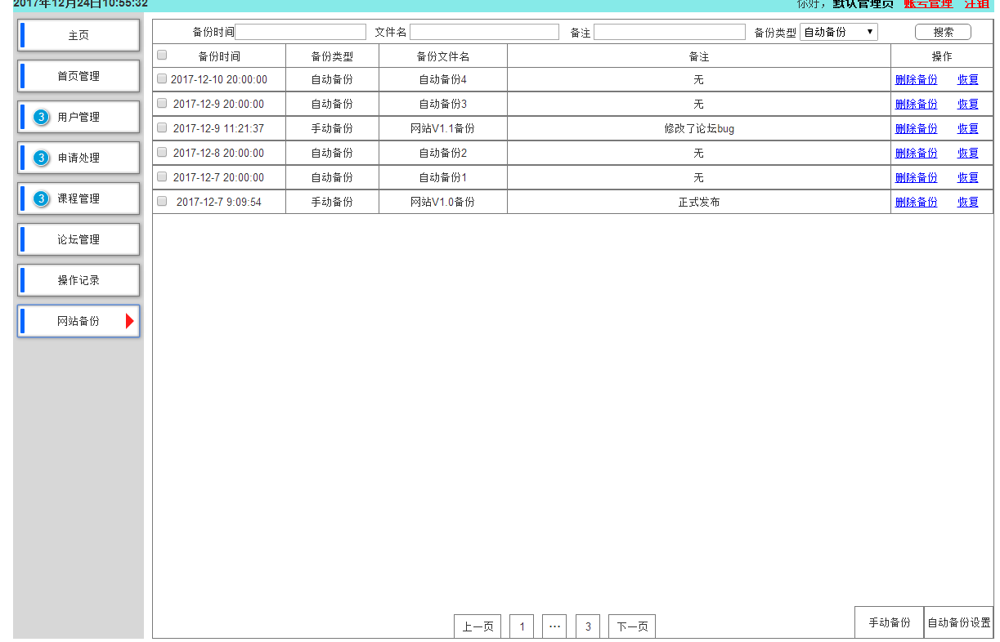 2017年12月24日10:55:32
你好，默认管理员 账号管理 注销
主页
首页管理
3 用户管理
3 申请处理
3 课程管理
论坛管理
操作记录
网站备份
备份时间 文件名 备注 备份类型 自动备份 搜索
备份时间 备份类型 备份文件名 备注 操作
2017-12-10 20:00:00 自动备份 自动备份4 无 删除备份 恢复
2017-12-9 20:00:00 自动备份 自动备份3 无 删除备份 恢复
2017-12-9 11:21:37 手动备份 网站V1.1备份 修改了论坛bug 删除备份 恢复
2017-12-8 20:00:00 自动备份 自动备份2 无 删除备份 恢复
2017-12-7 20:00:00 自动备份 自动备份1 无 删除备份 恢复
2017-12-7 9:09:54 手动备份 网站V1.0备份 正式发布 删除备份 恢复
手动备份 自动备份设置
上一页 1 … 3 下一页